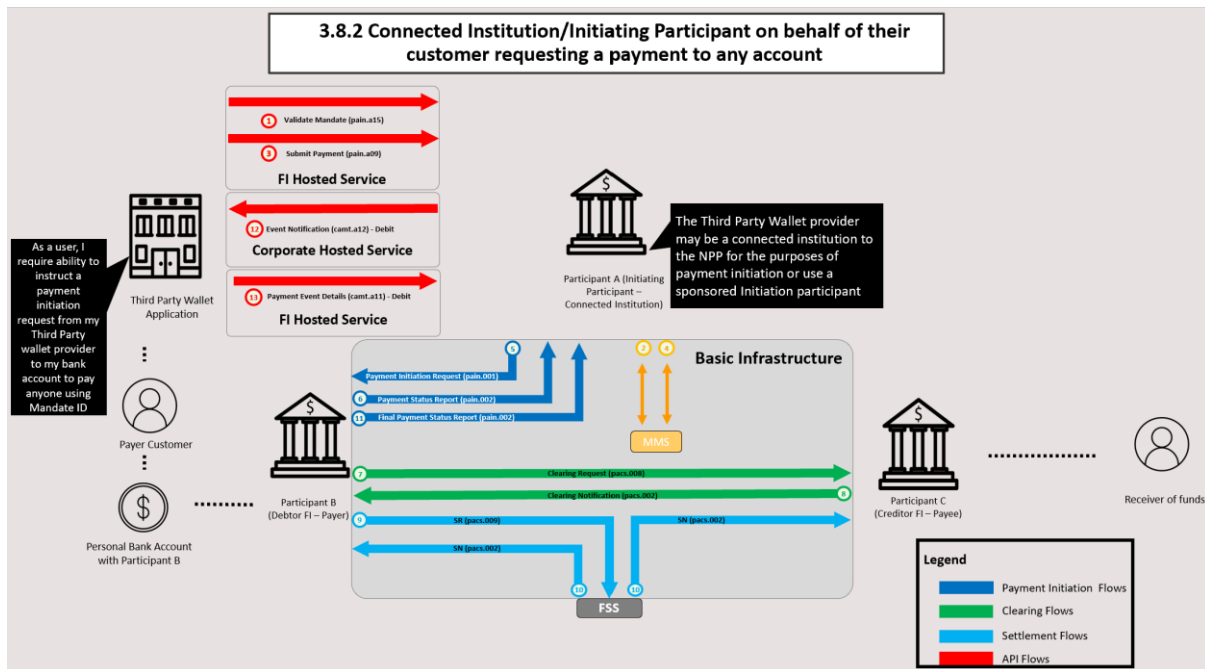 3.8.2 Connected Institution/Initiating Participant on behalf of their
customer requesting a payment to any account
1 Validate Mandate (pain.a15)
3 Submit Payment (pain.a09)
FI Hosted Service
12 Event Notification (camt.a12) - Debit
Corporate Hosted Service
13 Payment Event Details (camt.a11) - Debit
FI Hosted Service
As a user, I
require ability to
instruct a
payment
initiation
request from my
Third Party
wallet provider
to my bank
account to pay
anyone using
Mandate ID
Third Party Wallet
Application
$
Participant A (Initiating
Participant –
Connected Institution)
The Third Party Wallet provider
may be a connected institution to
the NPP for the purposes of
payment initiation or use a
sponsored Initiation participant
Payer Customer
$
Personal Bank Account
with Participant B
$
Participant B
(Debtor FI – Payer)
Basic Infrastructure
5
2
4
Payment Initiation Request (pain.001)
6 Payment Status Report (pain.002)
11 Final Payment Status Report (pain.002)
MMS
7 Clearing Request (pacs.008)
Clearing Notification (pacs.002) 8
9 SR (pacs.009)
SN (pacs.002)
SN (pacs.002)
10
10
FSS
$
Participant C
(Creditor FI – Payee)
Receiver of funds
Legend
Payment Initiation Flows
Clearing Flows
Settlement Flows
API Flows